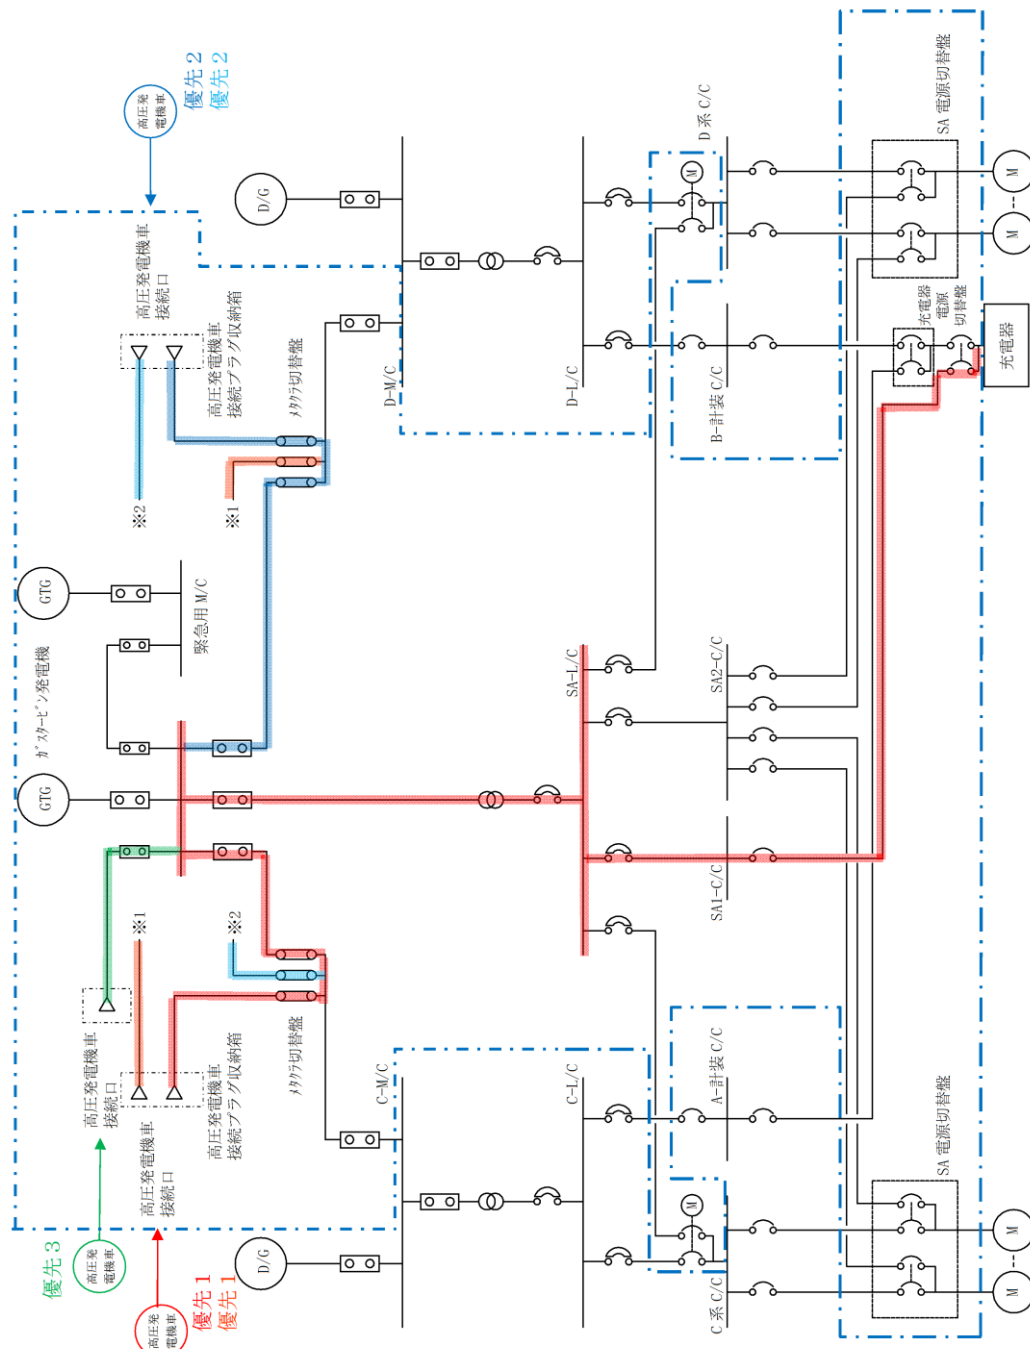 優先3
高圧発
電機車
高圧発
電機車
優先1
優先1
高圧発電機車
接続口
高圧発電機車
接続口
高圧発電機車
接続プラグ収納箱
ﾒﾀｸﾗ切替盤
※1
※2
GTG
ｶﾞｽﾀｰﾋﾞﾝ発電機
GTG
緊急用M/C
※2
※1
高圧発電機車
接続口
高圧発電機車
接続プラグ収納箱
ﾒﾀｸﾗ切替盤
高圧発
電機車
優先2
優先2
D/G
D/G
C-M/C
D-M/C
C-L/C
SA-L/C
D-L/C
M
M
C系C/C
A-計装C/C
SA1-C/C
SA2-C/C
B-計装C/C
D系C/C
SA電源切替盤
充電器
電源
切替盤
SA電源切替盤
M
M
充電器
M
M